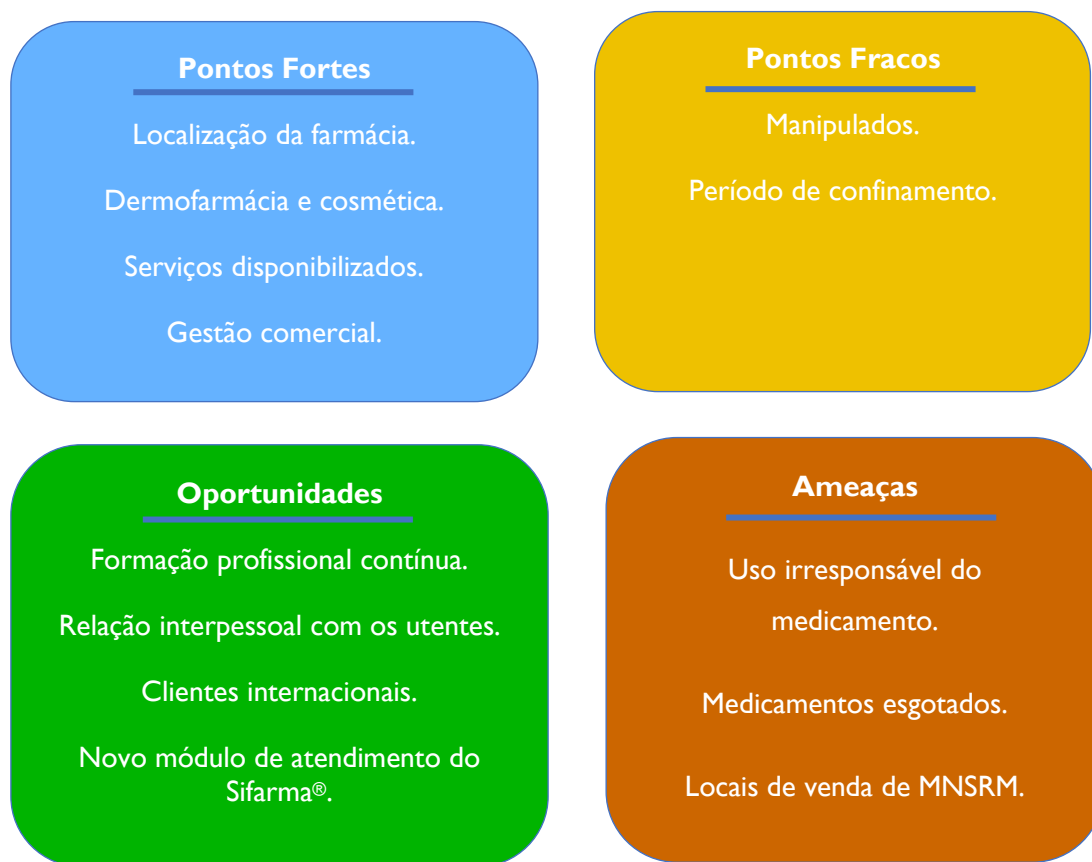 Pontos Fortes
Localização da farmácia.
Dermofarmácia e cosmética.
Serviços disponibilizados.
Gestão comercial.
Pontos Fracos
Manipulados.
Período de confinamento.
Oportunidades
Formação profissional contínua.
Relação interpessoal com os utentes.
Clientes internacionais.
Novo módulo de atendimento do
Sifarma®.
Ameaças
Uso irresponsável do
medicamento.
Medicamentos esgotados.
Locais de venda de MNSRM.